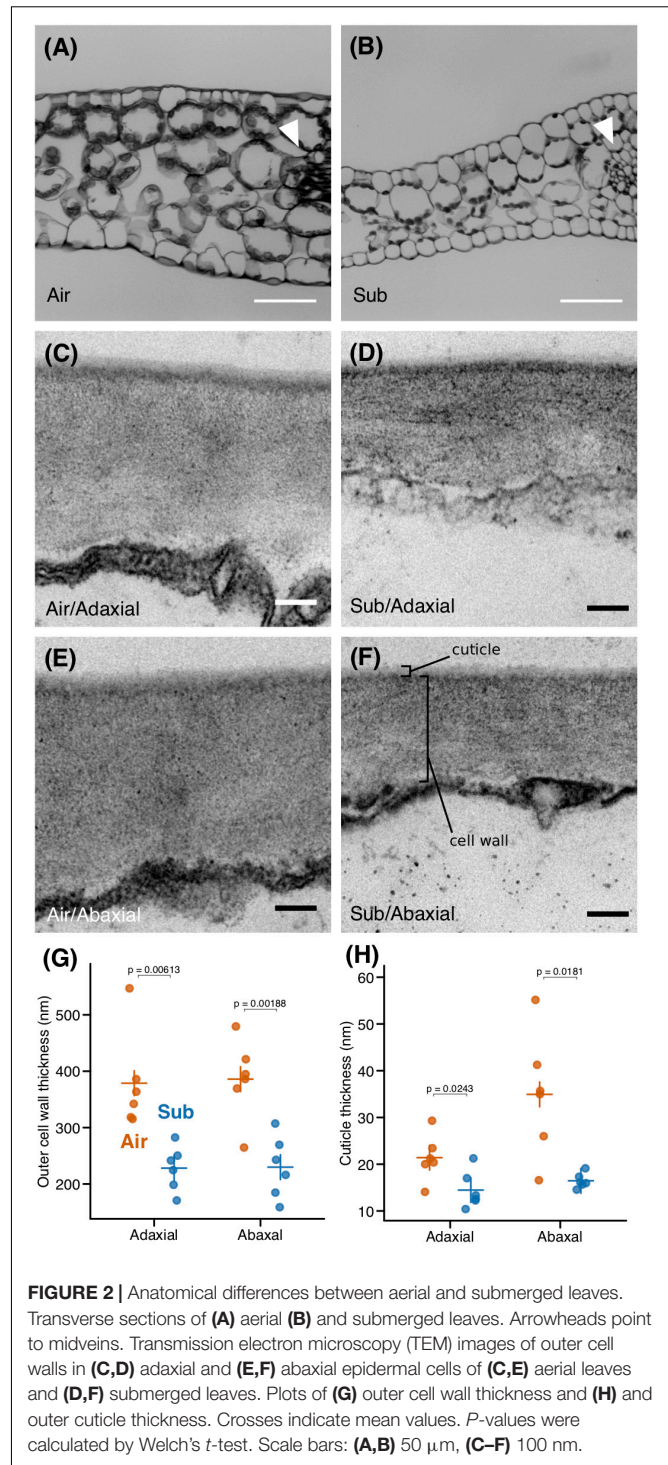 (A)
(B)
Air
Sub
(C)
(D)
Air/Adaxial
Sub/Adaxial
(E)
(F)
cuticle
cell wall
Air/Abaxial
Sub/Abaxial
(G)
(H)
p = 0.00613
p = 0.00188
Outer cell wall thickness (nm)
500
400
300
200
Air
Sub
Adaxial
Abaxal
p = 0.0181
p = 0.0243
Cuticle thickness (nm)
60
50
40
30
20
10
Adaxial
Abaxal
FIGURE 2 | Anatomical differences between aerial and submerged leaves.
Transverse sections of (A) aerial (B) and submerged leaves. Arrowheads point
to midveins. Transmission electron microscopy (TEM) images of outer cell
walls in (C,D) adaxial and (E,F) abaxial epidermal cells of (C,E) aerial leaves
and (D,F) submerged leaves. Plots of (G) outer cell wall thickness and (H) and
outer cuticle thickness. Crosses indicate mean values. P-values were
calculated by Welch's t-test. Scale bars: (A,B) 50 μm, (C–F) 100 nm.